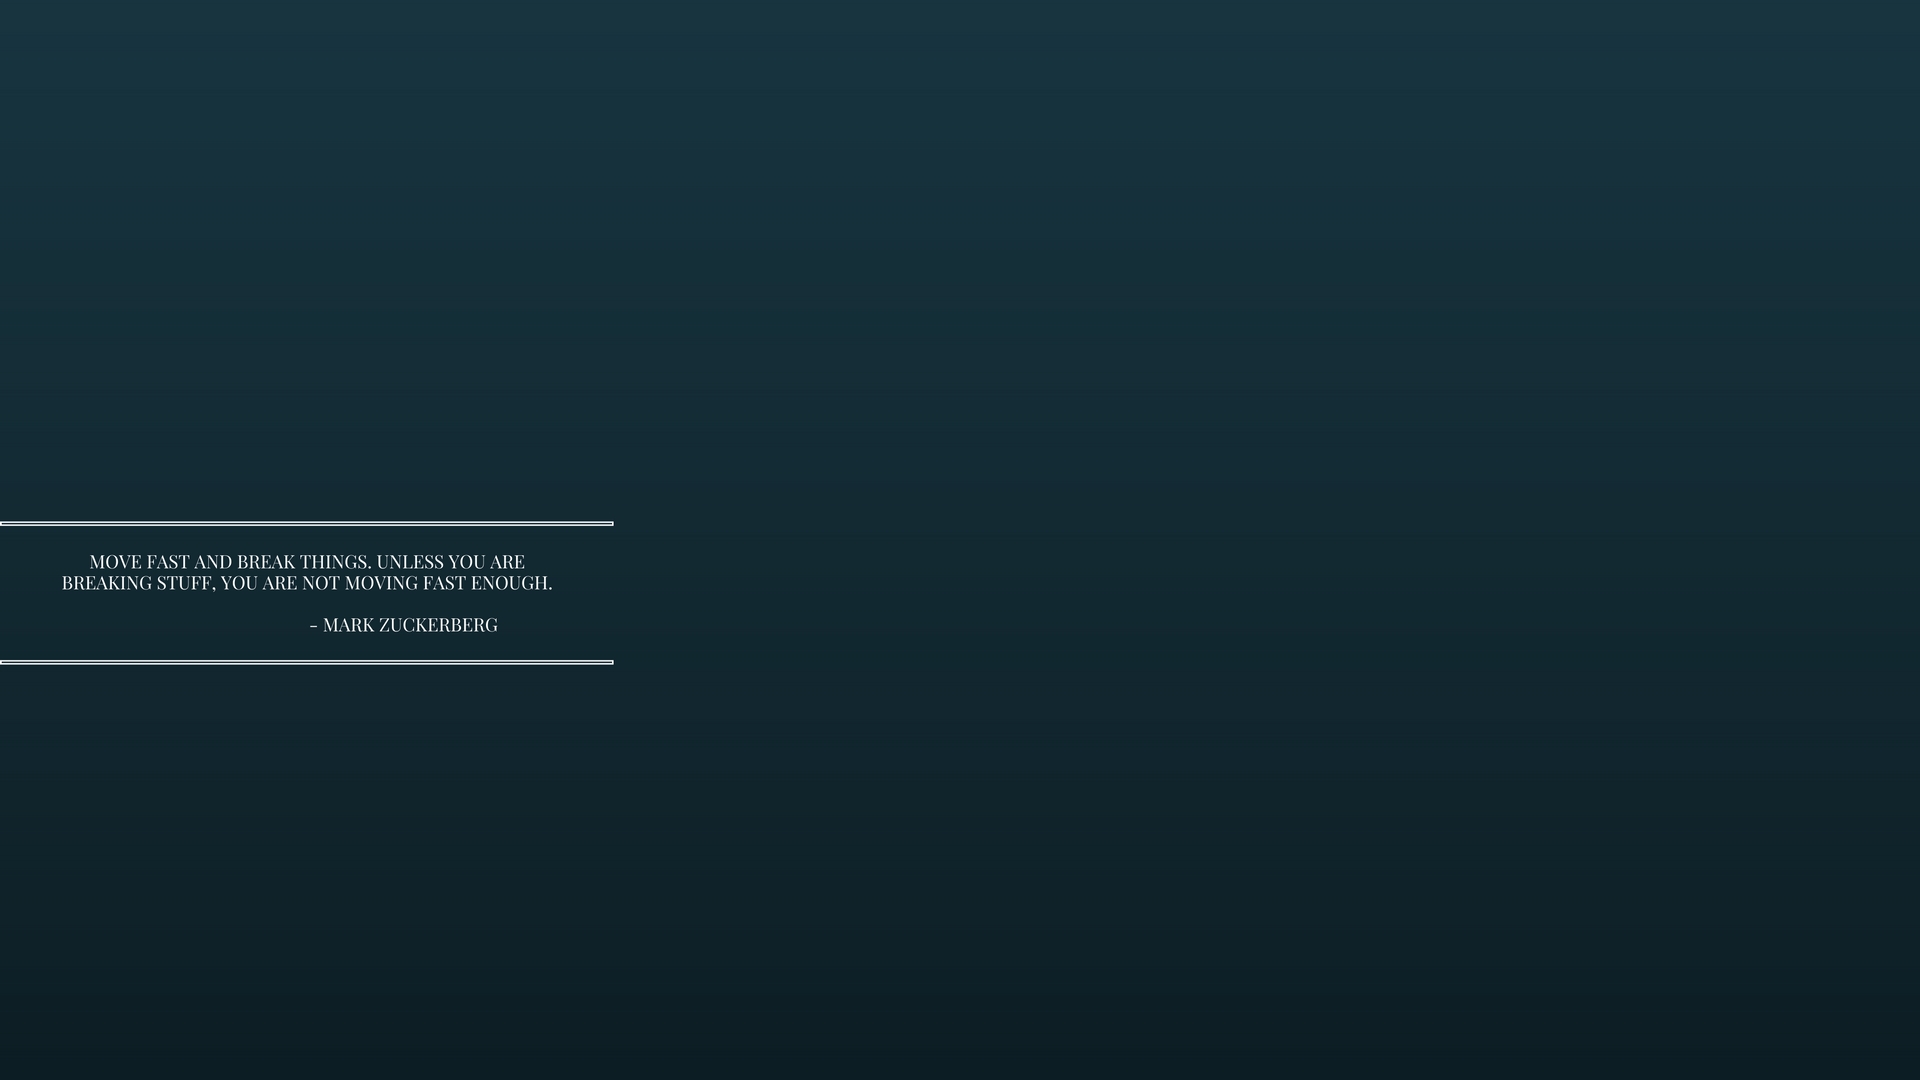 MOVE FAST AND BREAK THINGS. UNLESS YOU ARE
BREAKING STUFF, YOU ARE NOT MOVING FAST ENOUGH.
- MARK ZUCKERBERG